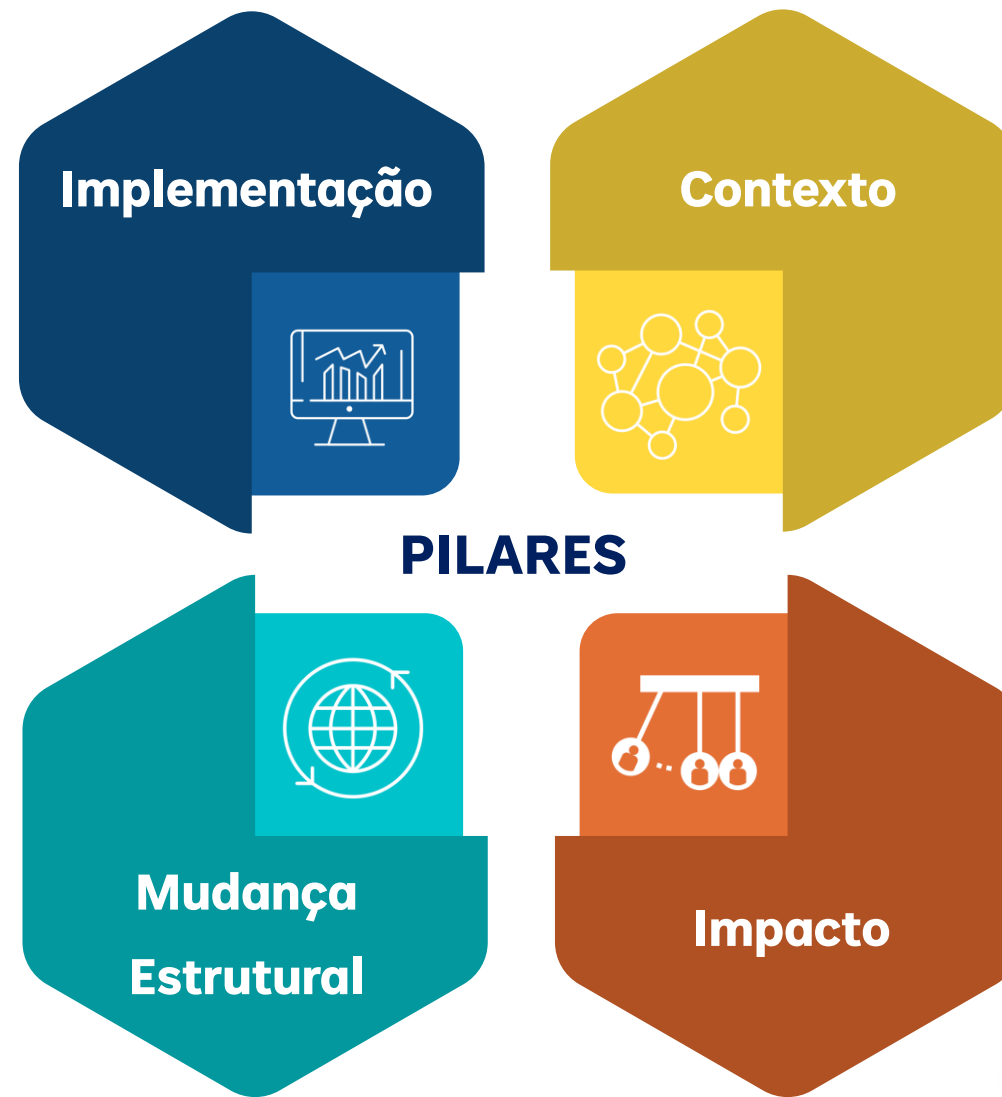 Implementação
Contexto
PILARES
Mudança
Estrutural
Impacto